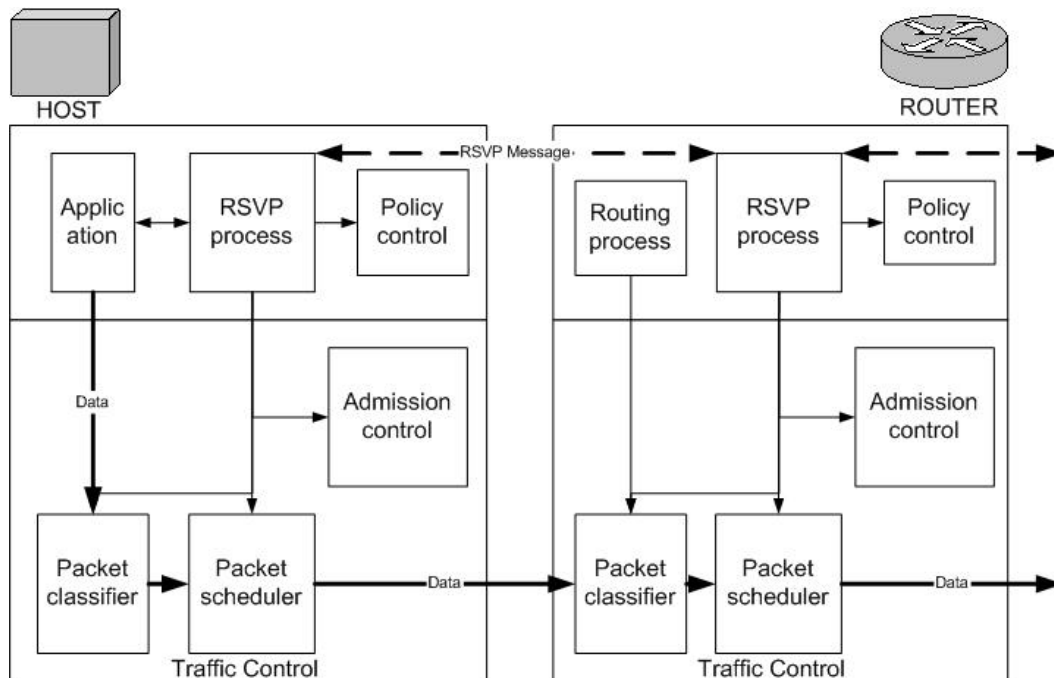 HOST
ROUTER
RSVP Message
Applic
ation
RSVP
process
Policy
control
Routing
process
RSVP
process
Policy
control
Data
Admission
control
Admission
control
Packet
classifier
Packet
scheduler
Data
Packet
classifier
Packet
scheduler
Data
Traffic Control
Traffic Control